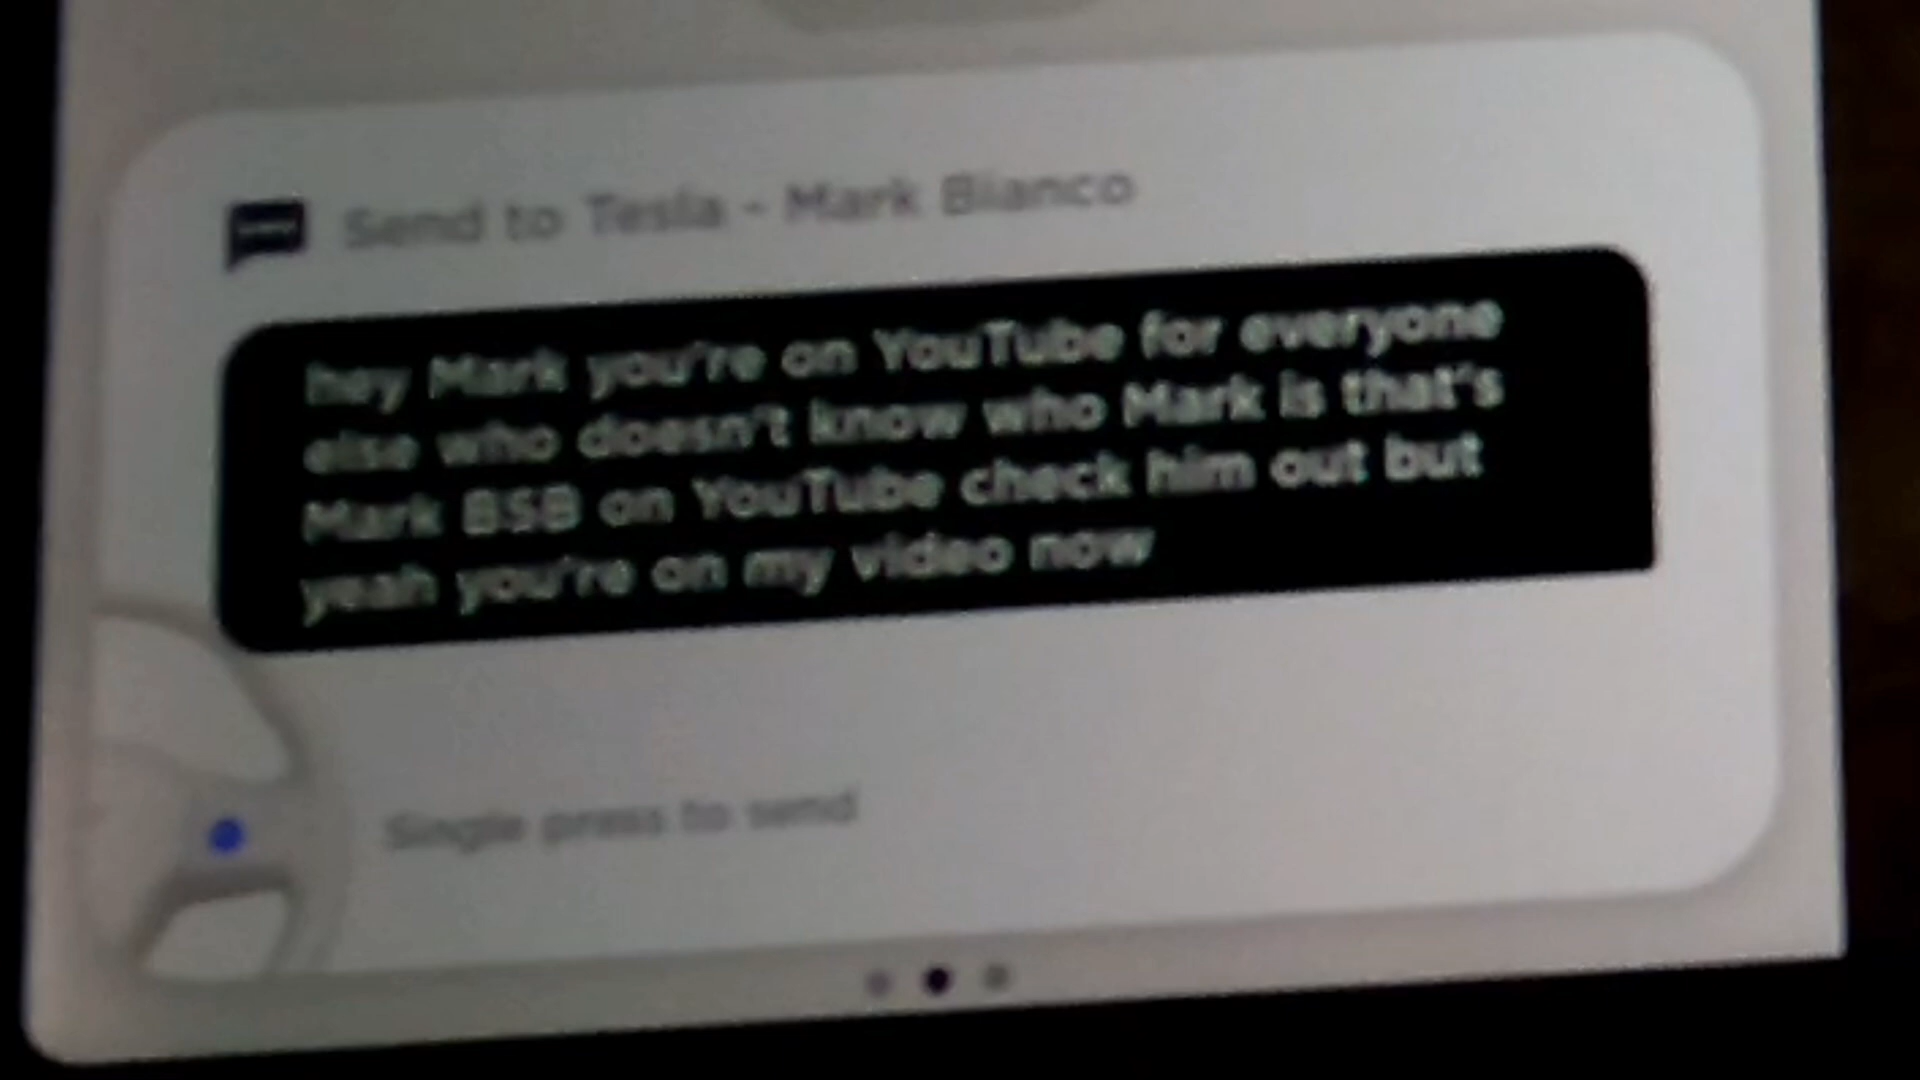 Send to Tesla - Mark Bianco
hey Mark you're on YouTube for everyone
else who doesn't know who Mark is that's
Mark BSB on YouTube check him out but
yeah you're on my video now
Single press to send